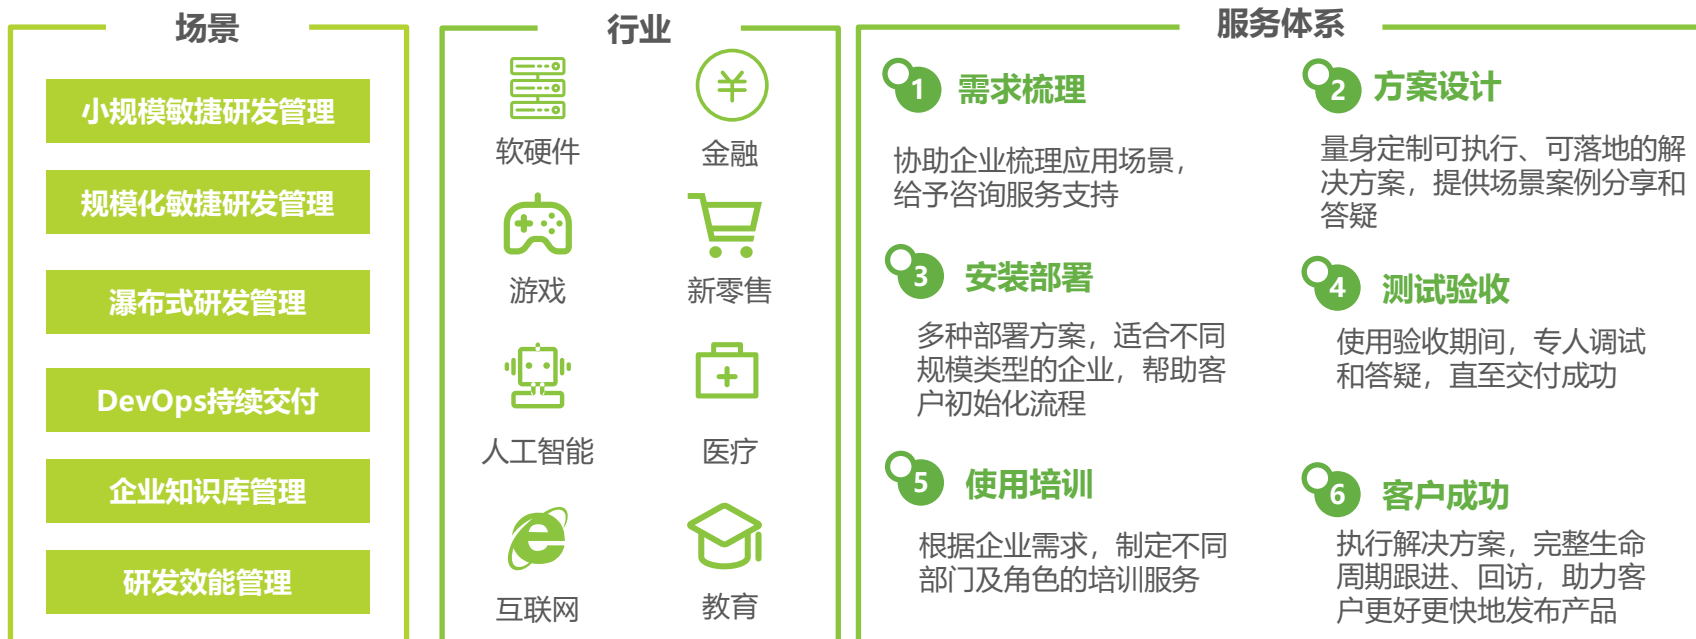 场景
小规模敏捷研发管理
规模化敏捷研发管理
瀑布式研发管理
DevOps持续交付
企业知识库管理
研发效能管理
行业
软硬件
金融
游戏
新零售
人工智能
医疗
互联网
教育
服务体系
1 需求梳理
协助企业梳理应用场景，
给予咨询服务支持
2 方案设计
量身定制可执行、可落地的解
决方案，提供场景案例分享和
答疑
3 安装部署
多种部署方案，适合不同
规模类型的企业，帮助客
户初始化流程
4 测试验收
使用验收期间，专人调试
和答疑，直至交付成功
5 使用培训
根据企业需求，制定不同
部门及角色的培训服务
6 客户成功
执行解决方案，完整生命
周期跟进、回访，助力客
户更好更快地发布产品